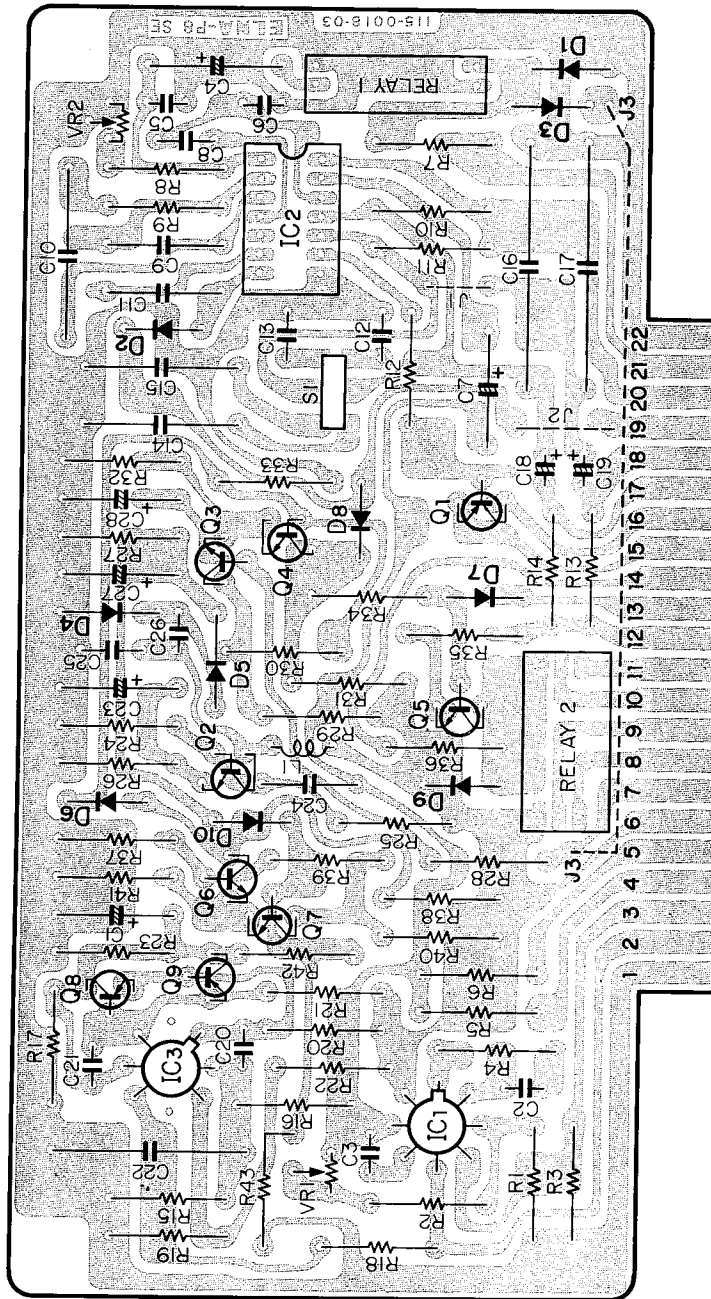 115-0016-03
ELNA-P8 SE
D1
C4
RELAY 1
VR2
C5
C6
D3
J3
C8
R8
R7
R9
IC2
R10
C10
C9
R11
C16
C17
C11
J1
D2
C13
C12
22
C15
S1
R12
C7
21
20
J2
C14
19
R32
R33
C18
C19
18
C28
Q3
17
R27
D8
Q1
16
Q4
R14
R13
15
C27
14
D4
R34
D7
13
C26
C25
R30
R35
12
D5
C23
R31
11
R24
R29
Q5
10
Q2
L1
RELAY 2
9
R26
R36
8
C24
D6
D9
7
D10
R25
6
R37
R39
R28
J3
5
R41
Q6
R38
4
C1
Q7
R40
3
R23
R42
2
Q8
Q9
R6
1
R17
R21
R5
C21
C20
R20
R4
IC3
R22
C2
R16
IC1
C22
C3
R43
VR1
R1
R3
R15
R2
R19
R18